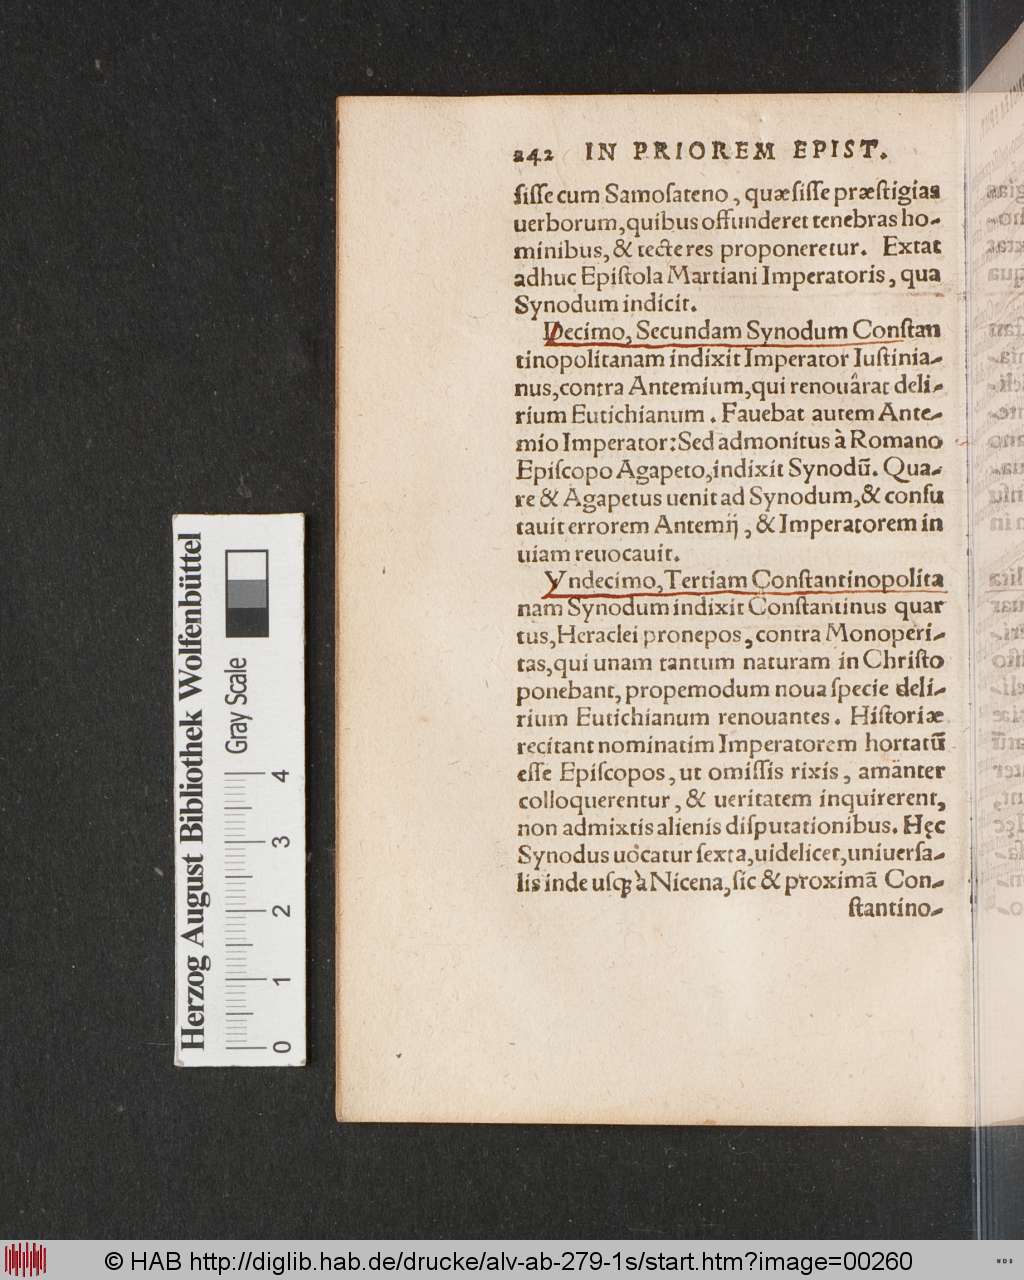 242 IN PRIOREM EPIST.
ſiſſe cum Samoſateno, quæſiſſe præſtigias
uerborum, quibus offunderet tenebras ho-
minibus, & tecte res proponeretur. Extat
adhuc Epiſtola Martiani Imperatoris, qua
Synodum indicit.
Decimo, Secundam Synodum Conſtan
tinopolitanam indixit Imperator Iuſtinia-
nus, contra Antemium, qui renouârat deli-
rium Eutichianum. Fauebat autem Ante-
mio Imperator: Sed admonitus à Romano
Epiſcopo Agapeto, indixit Synodū. Qua-
re & Agapetus uenit ad Synodum, & confu
tauit errorem Antemij, & Imperatorem in
uiam reuocauit.
Vndecimo, Tertiam Conſtantinopolita
nam Synodum indixit Conſtantinus quar
tus, Heraclei pronepos, contra Monoperi-
tas, qui unam tantum naturam in Chriſto
ponebant, propemodum noua ſpecie deli-
rium Eutichianum renouantes. Hiſtoriæ
recitant nominatim Imperatorem hortatū
eſſe Epiſcopos, ut omiſſis rixis, amanter
colloquerentur, & ueritatem inquirerent,
non admixtis alienis diſputationibus. Hęc
Synodus uocatur ſexta, uidelicet, uniuerſa-
lis inde uſqꝫ à Nicena, ſic & proximā Con-
ſtantino-
Herzog August Bibliothek Wolfenbüttel
Gray Scale
0 1 2 3 4
© HAB http://diglib.hab.de/drucke/alv-ab-279-1s/start.htm?image=00260